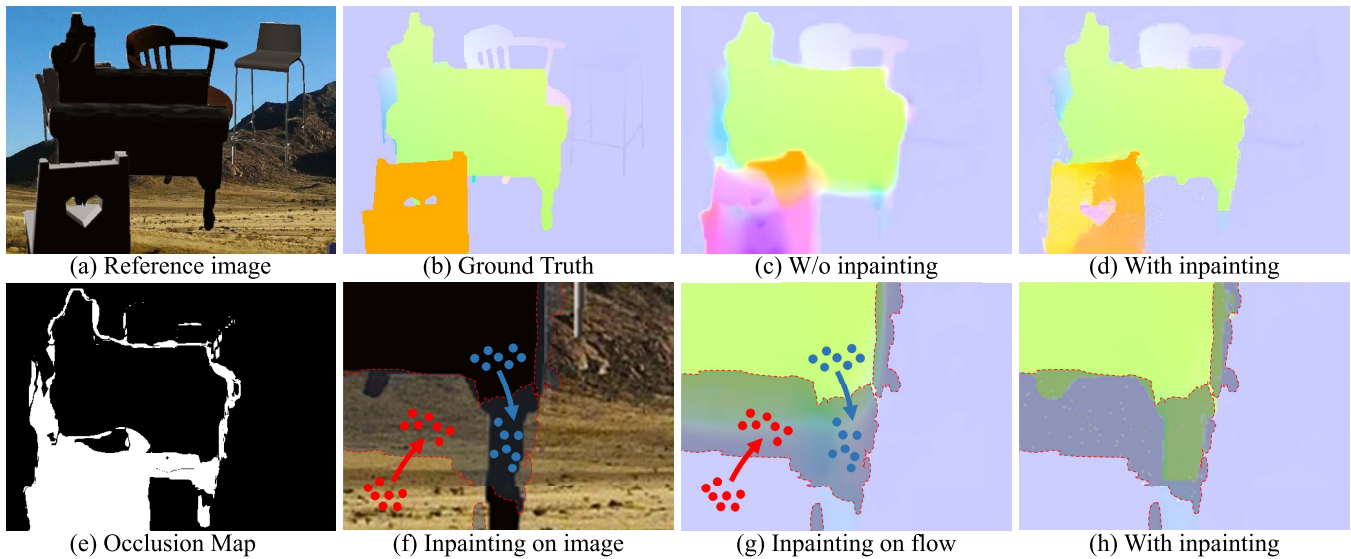 (a) Reference image
(b) Ground Truth
(c) W/o inpainting
(d) With inpainting
(e) Occlusion Map
(f) Inpainting on image
(g) Inpainting on flow
(h) With inpainting